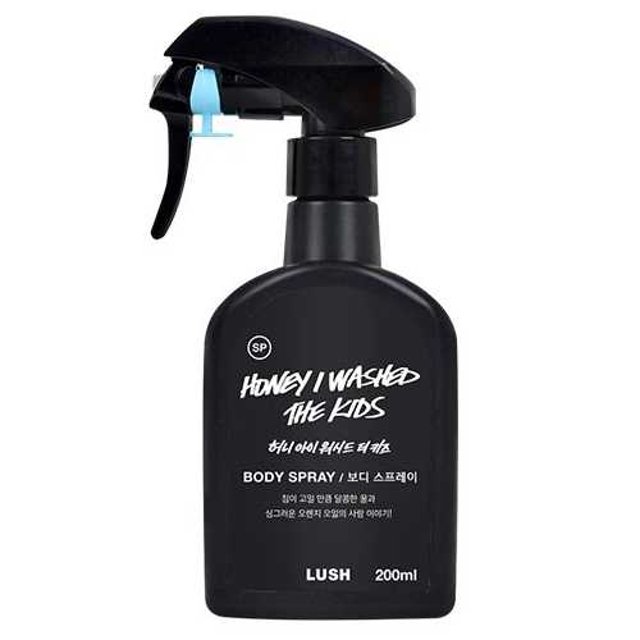 SP
HONEY I WASHED
THE KIDS
허니 아이 워시드 더 키즈
BODY SPRAY / 보디 스프레이
침이 고일 만큼 달콤한 꿀과
싱그러운 오렌지 오일의 사랑 이야기!
LUSH 200ml